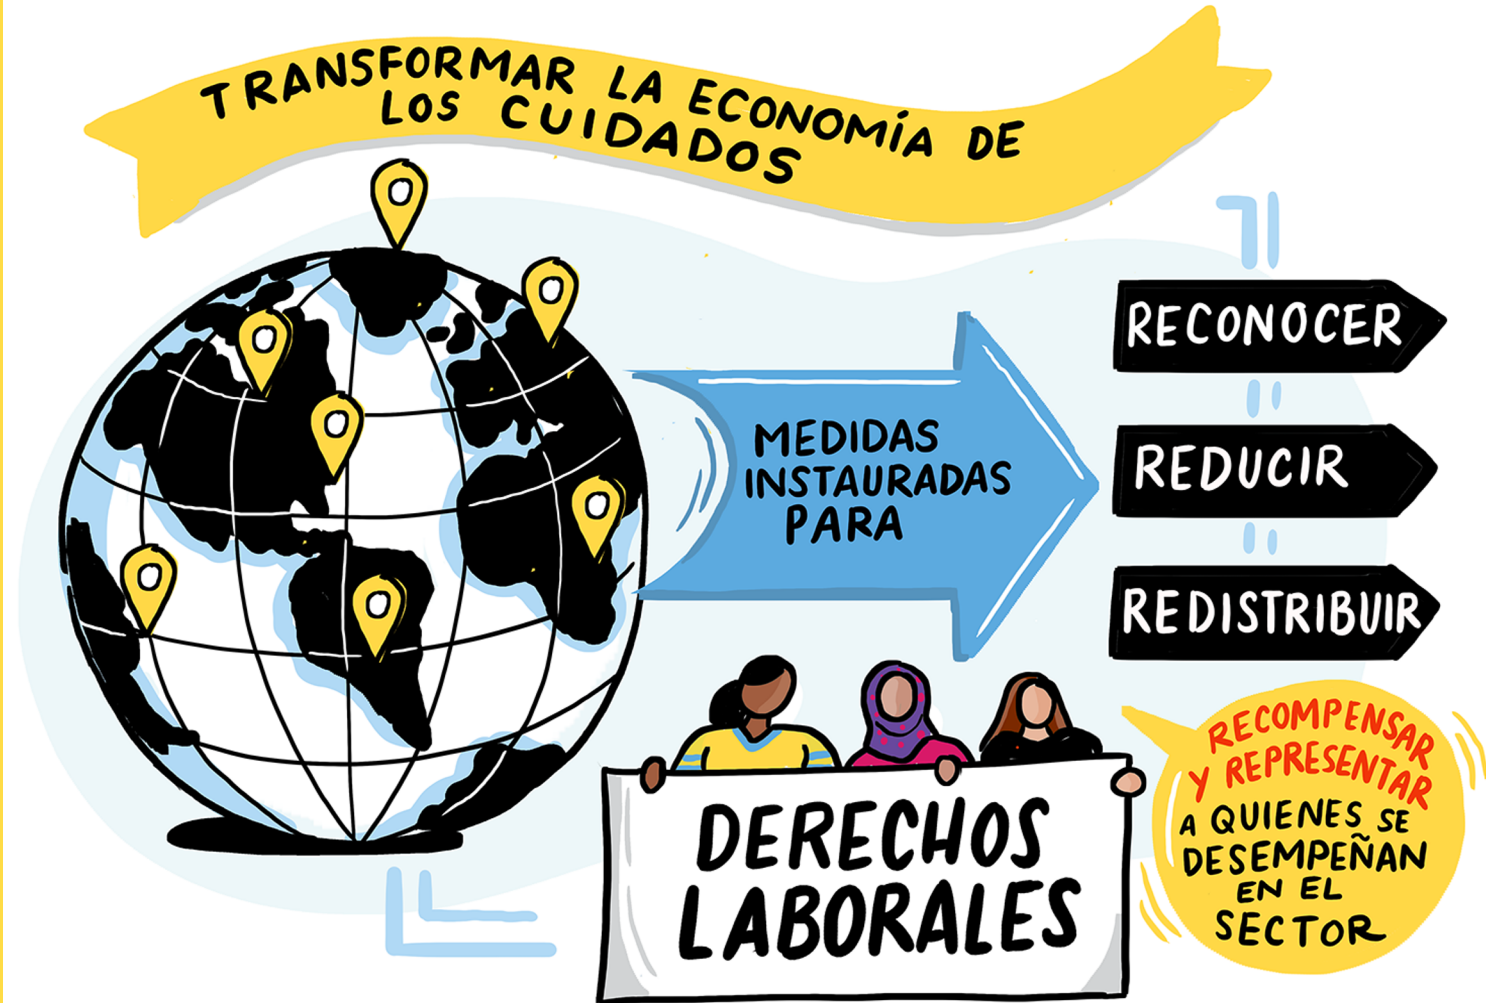 TRANSFORMAR LA ECONOMÍA DE
LOS CUIDADOS
MEDIDAS
INSTAURADAS
PARA
RECONOCER
REDUCIR
REDISTRIBUIR
DERECHOS
LABORALES
RECOMPENSAR
Y REPRESENTAR
A QUIENES SE
DESEMPEÑAN
EN EL
SECTOR